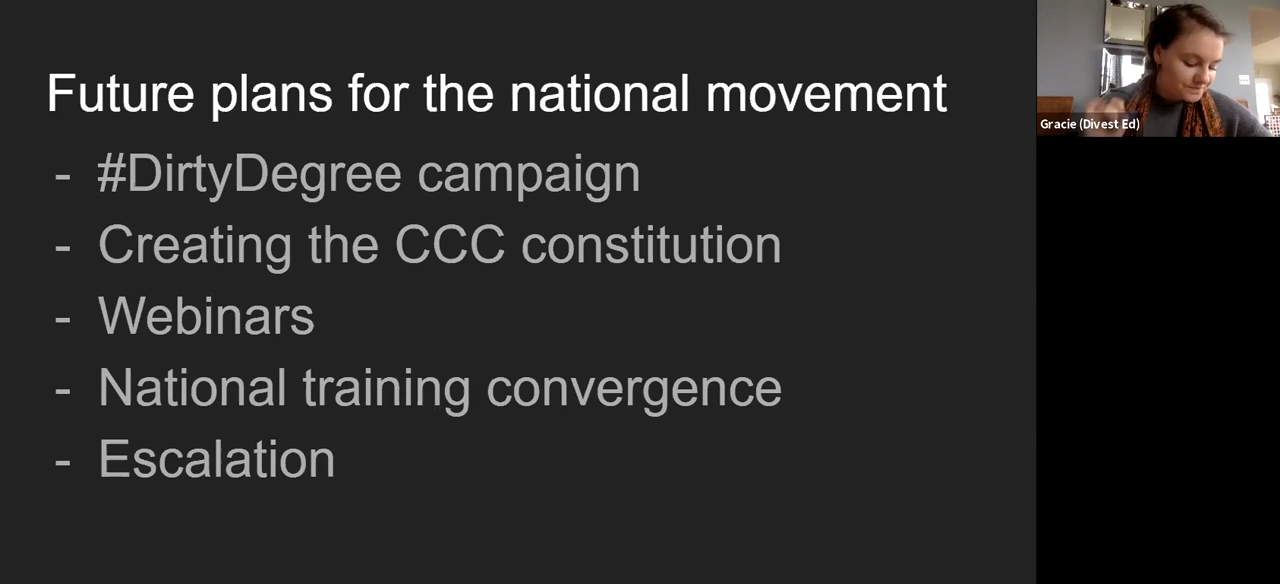 Future plans for the national movement
- #DirtyDegree campaign
- Creating the CCC constitution
- Webinars
- National training convergence
- Escalation
Gracie (Divest Ed)